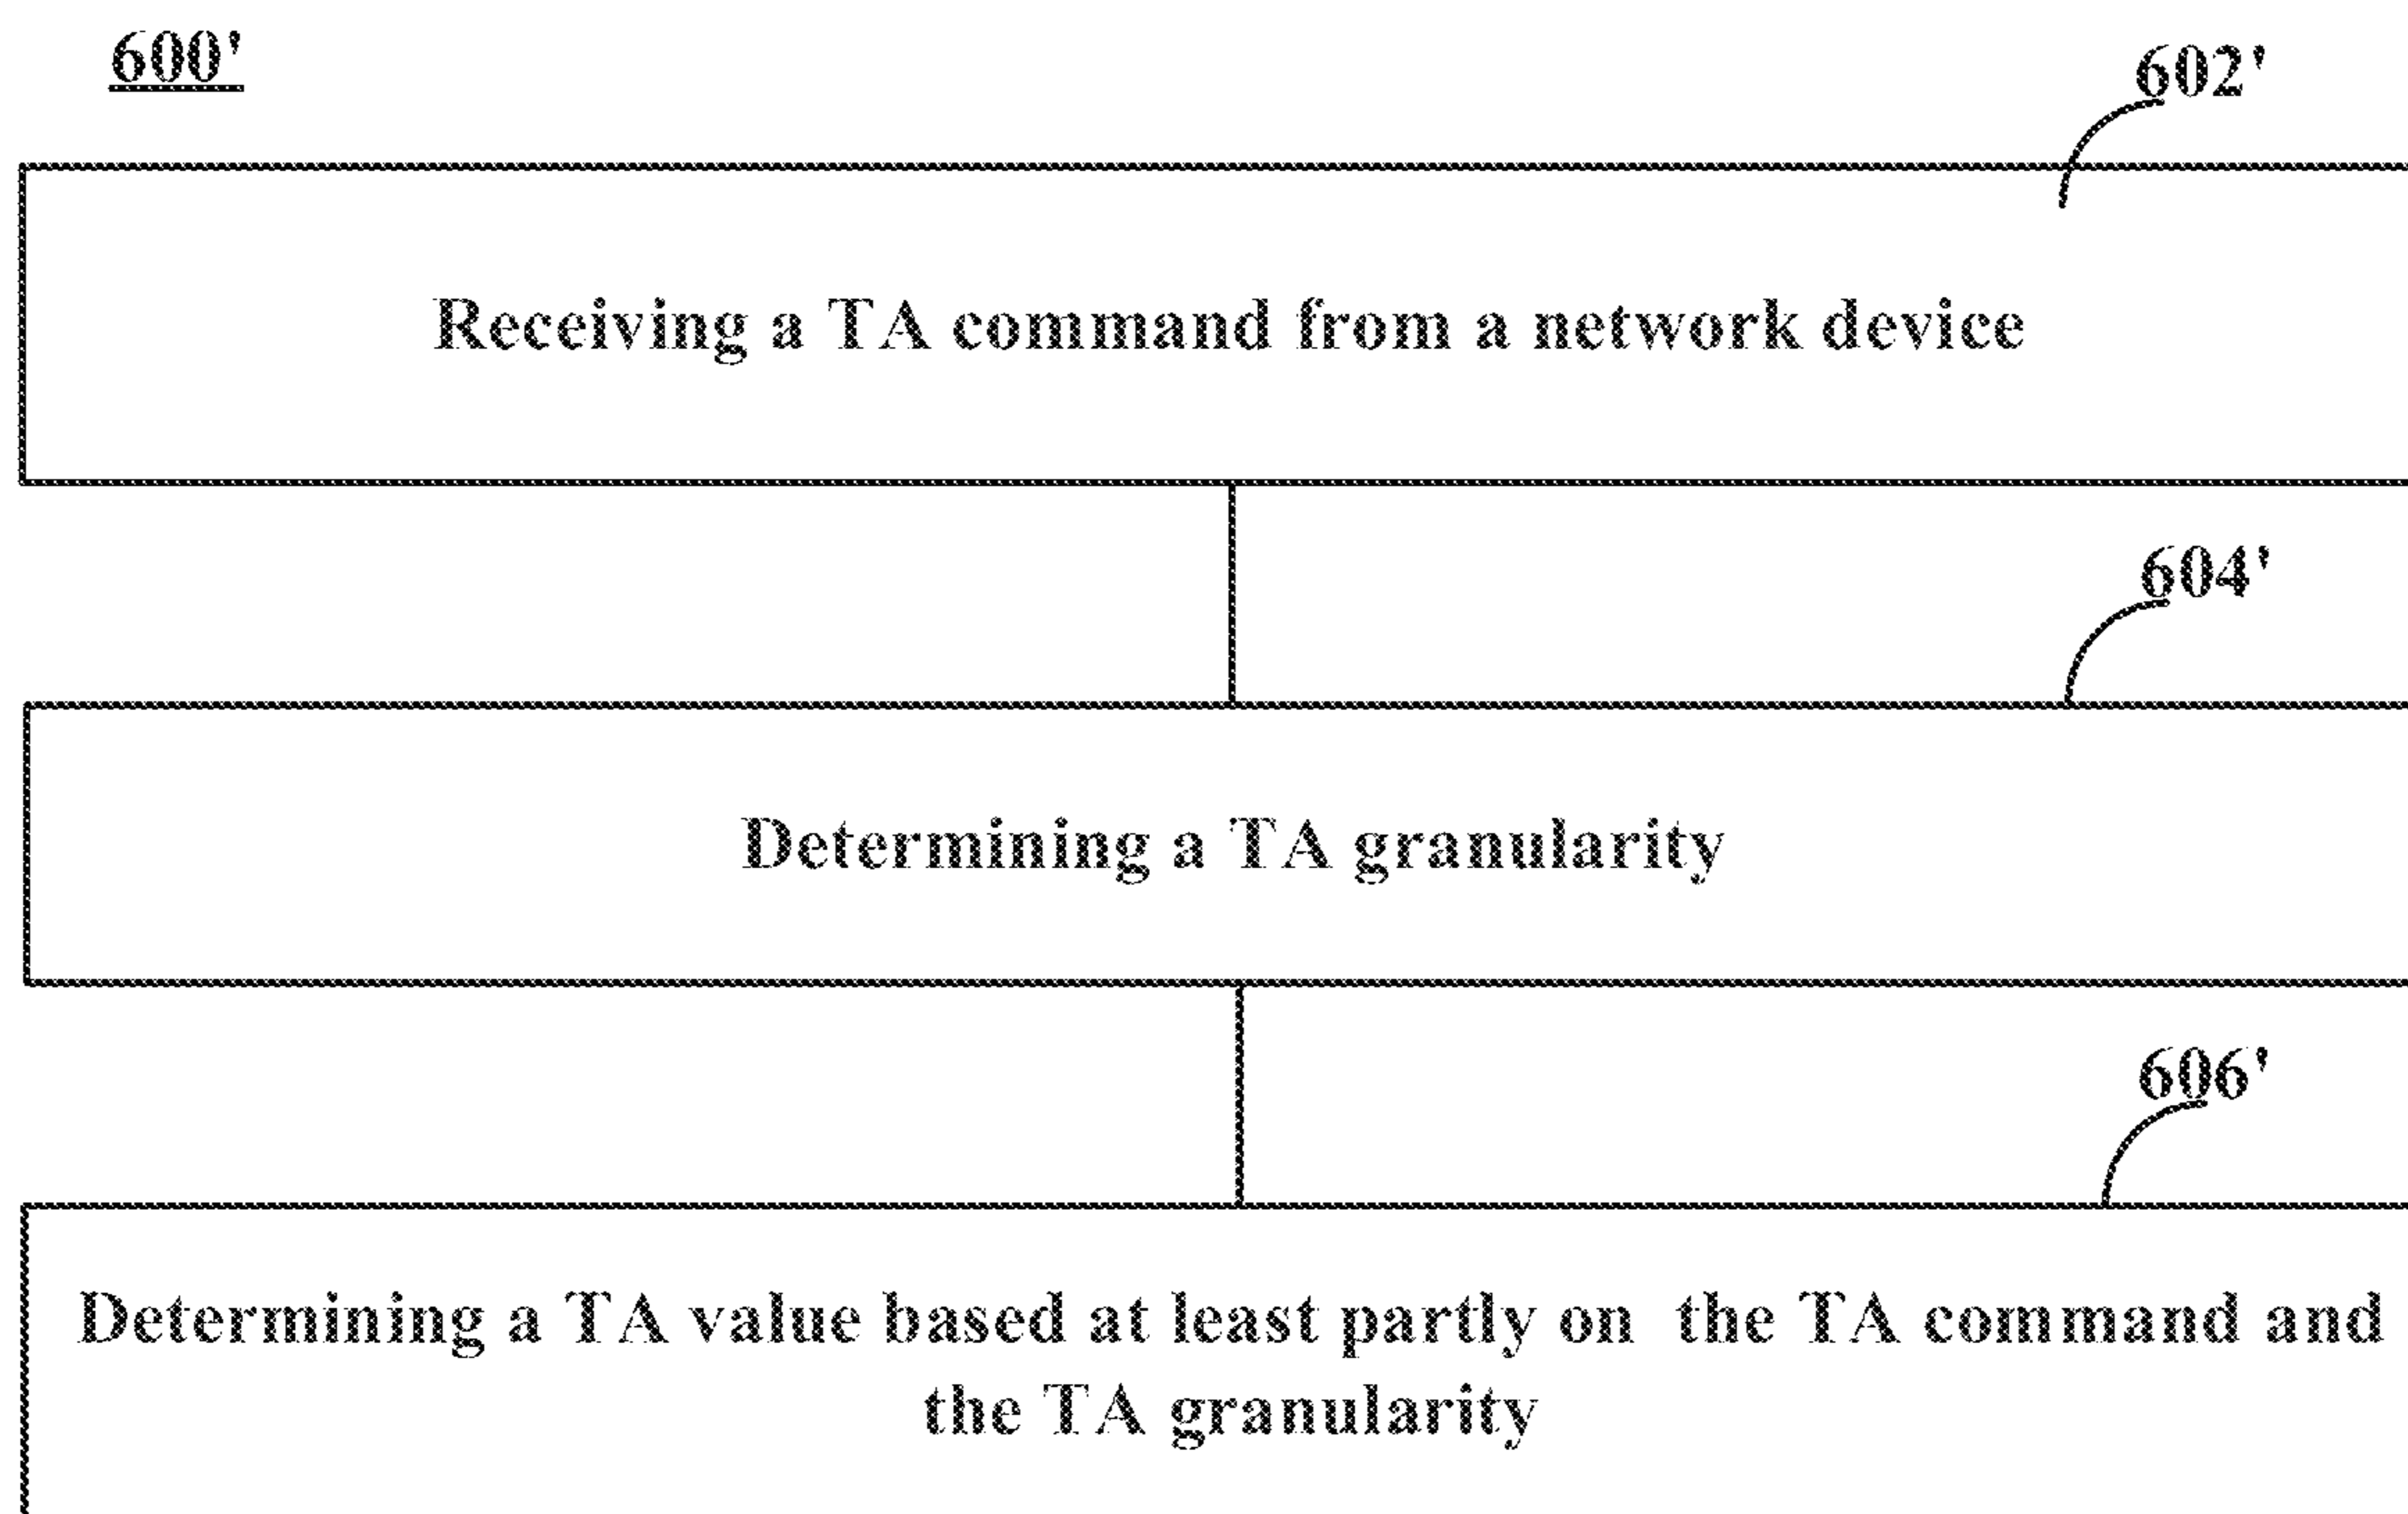 600'
602'
Receiving a TA command from a network device
604'
Determining a TA granularity
606'
Determining a TA value based at least partly on the TA command and
the TA granularity